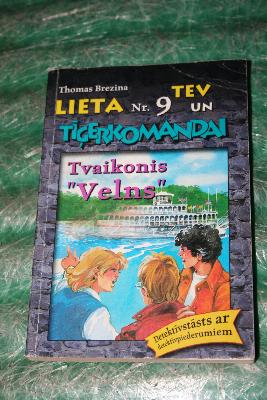 Thomas Brezina
LIETA Nr. 9 TEV UN
TĪĢERKOMANDAI
Tvaikonis
"Velns"
Detektīvstāsts ar
detektīvpiederumiem